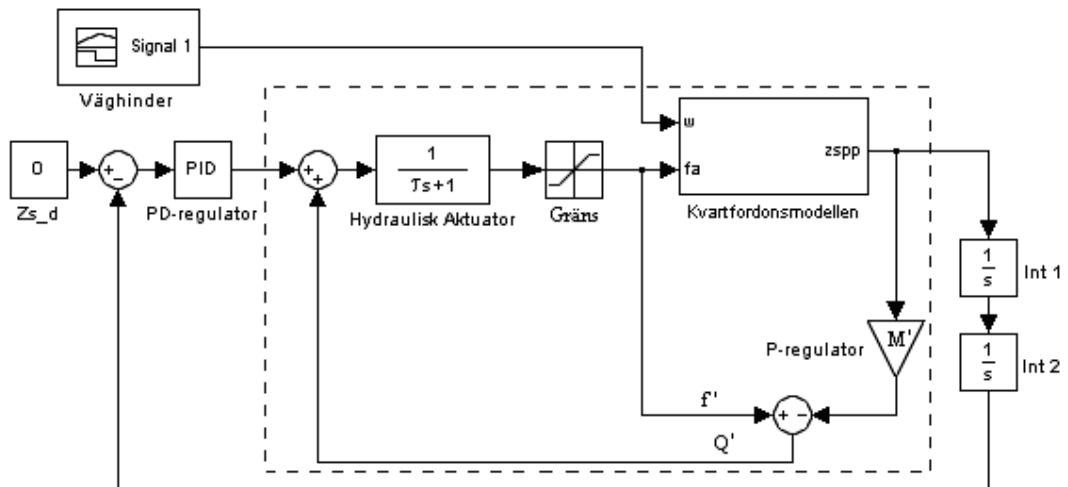 Signal 1
Väghinder
w
fa
zspp
Kvartfordonsmodellen
0
Zs_d
+
−
PID
PD-regulator
+
+
1
τs+1
Hydraulisk Aktuator
Gräns
1
s
Int 1
M'
P-regulator
1
s
Int 2
f'
+ −
Q'